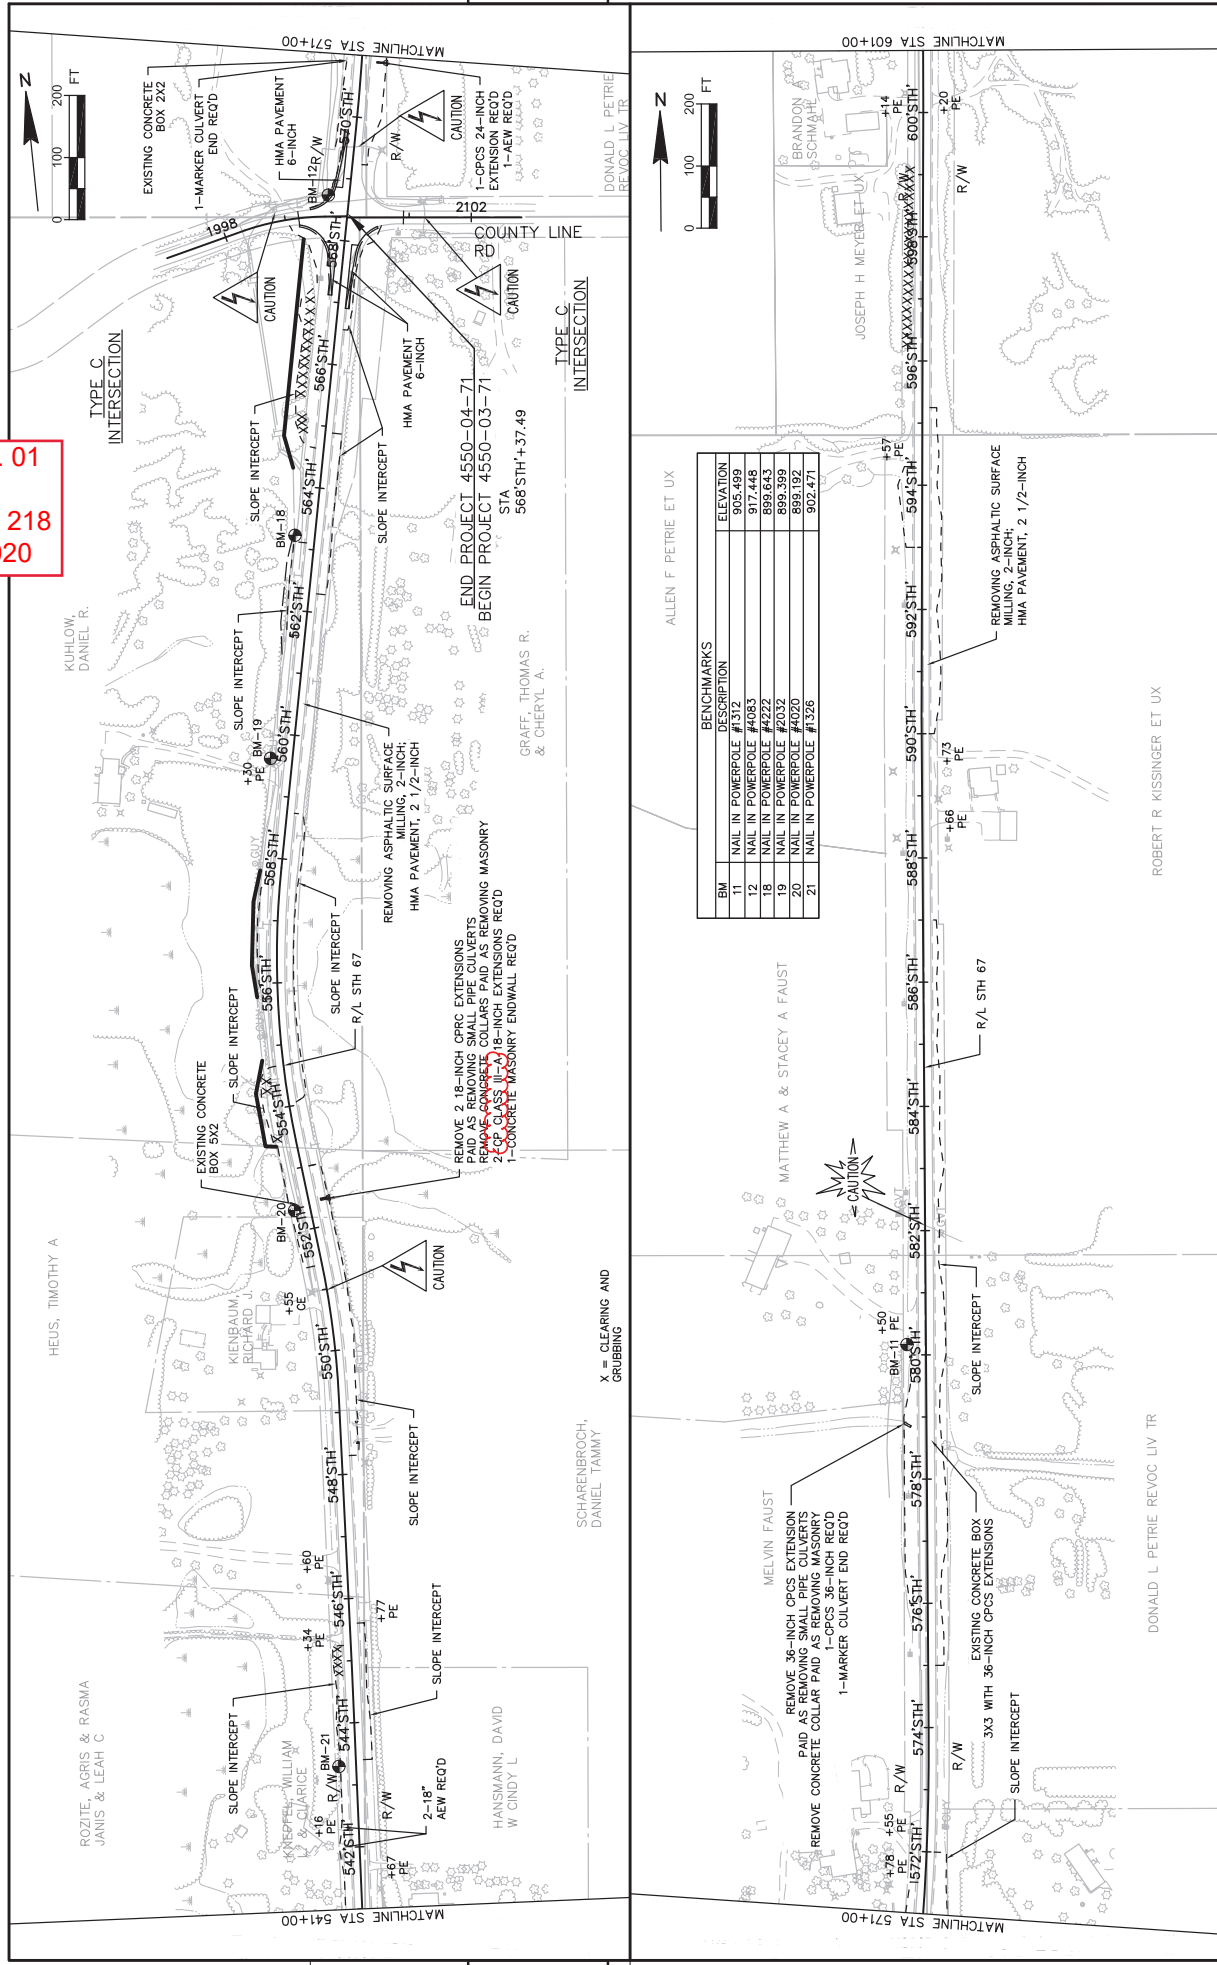 MATCHLINE STA 541+00
ROZITE, AGRIS & RASMA
JANIS & LEAH C
KNEPFEL, WILLIAM
& CLARICE
HANSMANN, DAVID
W CINDY L
SLOPE INTERCEPT
+16
PE
R/W
BM-21
+67
PE
R/W
2-18"
AEW REQ'D
542'STH'
544'STH'
546'STH'
548'STH'
550'STH'
552'STH'
554'STH'
556'STH'
558'STH'
560'STH'
562'STH'
564'STH'
566'STH'
568'STH'
570'STH'
XXXX
+34
PE
+60
PE
+77
PE
SLOPE INTERCEPT
SLOPE INTERCEPT
SCHARENBROCH,
DANIEL TAMMY
X = CLEARING AND
GRUBBING
HEUS, TIMOTHY A
KIENBAUM,
RICHARD J.
+55
CE
CAUTION
BM-20
EXISTING CONCRETE
BOX 5X2
SLOPE INTERCEPT
X
XX
REMOVE 2 18-INCH CPRC EXTENSIONS
PAID AS REMOVING SMALL PIPE CULVERTS
REMOVE CONCRETE COLLARS PAID AS REMOVING MASONRY
2-CP CLASS III-A 18-INCH EXTENSIONS REQ'D
1-CONCRETE MASONRY ENDWALL REQ'D
R/L STH 67
SLOPE INTERCEPT
GUY
REMOVING ASPHALTIC SURFACE
MILLING, 2-INCH;
HMA PAVEMENT, 2 1/2-INCH
+30
PE
BM-19
SLOPE INTERCEPT
KUHLOW,
DANIEL R.
GRAFF, THOMAS R.
& CHERYL A.
BM-18
SLOPE INTERCEPT
SLOPE INTERCEPT
XX XXXXXXXXXX
END PROJECT 4550-04-71
BEGIN PROJECT 4550-03-71
STA
568'STH'+37.49
HMA PAVEMENT
6-INCH
TYPE C
INTERSECTION
TYPE C
INTERSECTION
CAUTION
CAUTION
1998
2102
COUNTY LINE
RD
BM-12
R/W
R/W
HMA PAVEMENT
6-INCH
1-MARKER CULVERT
END REQ'D
EXISTING CONCRETE
BOX 2X2
CAUTION
1-CPCS 24-INCH
EXTENSION REQ'D
1-AEW REQ'D
DONALD L PETRIE
REVOC LIV TR
N
0 100 200
FT
MATCHLINE STA 571+00
01
218
020
MATCHLINE STA 571+00
+78
PE
+55
PE
R/W
R/W
GUY
SLOPE INTERCEPT
572'STH'
574'STH'
576'STH'
578'STH'
580'STH'
582'STH'
584'STH'
586'STH'
588'STH'
590'STH'
592'STH'
594'STH'
596'STH'
598'STH'
600'STH'
MELVIN FAUST
REMOVE 36-INCH CPCS EXTENSION
PAID AS REMOVING SMALL PIPE CULVERTS
REMOVE CONCRETE COLLAR PAID AS REMOVING MASONRY
1-CPCS 36-INCH REQ'D
1-MARKER CULVERT END REQ'D
EXISTING CONCRETE BOX
3X3 WITH 36-INCH CPCS EXTENSIONS
DONALD L PETRIE REVOC LIV TR
SLOPE INTERCEPT
BM-11
+50
PE
CAUTION
MATTHEW A & STACEY A FAUST
R/L STH 67
+66
PE
+73
PE
ROBERT R KISSINGER ET UX
BENCHMARKS
BM DESCRIPTION ELEVATION
11 NAIL IN POWERPOLE #1312 905.499
12 NAIL IN POWERPOLE #4083 917.448
18 NAIL IN POWERPOLE #4222 899.643
19 NAIL IN POWERPOLE #2032 899.399
20 NAIL IN POWERPOLE #4020 899.192
21 NAIL IN POWERPOLE #1326 902.471
ALLEN F PETRIE ET UX
REMOVING ASPHALTIC SURFACE
MILLING, 2-INCH;
HMA PAVEMENT, 2 1/2-INCH
+57
PE
JOSEPH H MEYER ET UX
BRANDON
SCHMAHL
R/W
R/W
+14
PE
+20
PE
N
0 100 200
FT
MATCHLINE STA 601+00